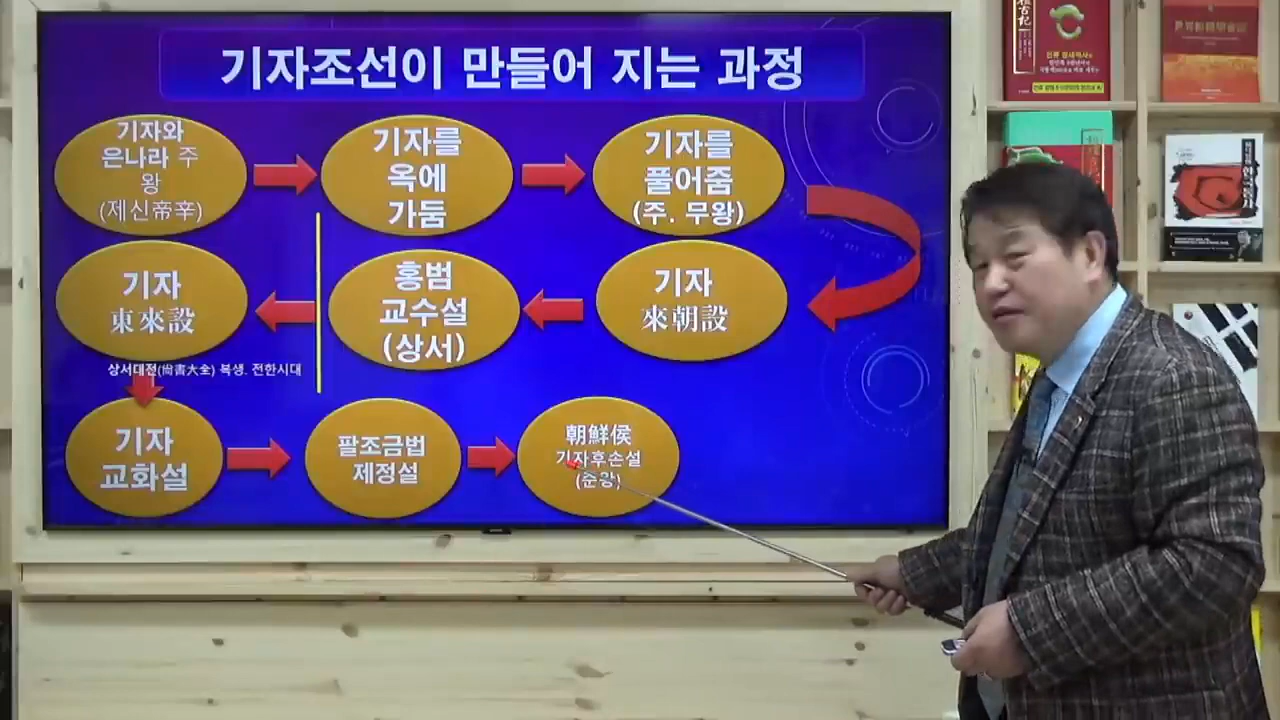 기자조선이 만들어 지는 과정
기자와
은나라 주
왕
(제신帝辛)
기자를
옥에
가둠
기자를
풀어줌
(주. 무왕)
기자
來朝設
홍범
교수설
(상서)
기자
東來設
상서대전(尙書大全) 복생. 전한시대
기자
교화설
팔조금법
제정설
朝鮮侯
기자후손설
(준왕)